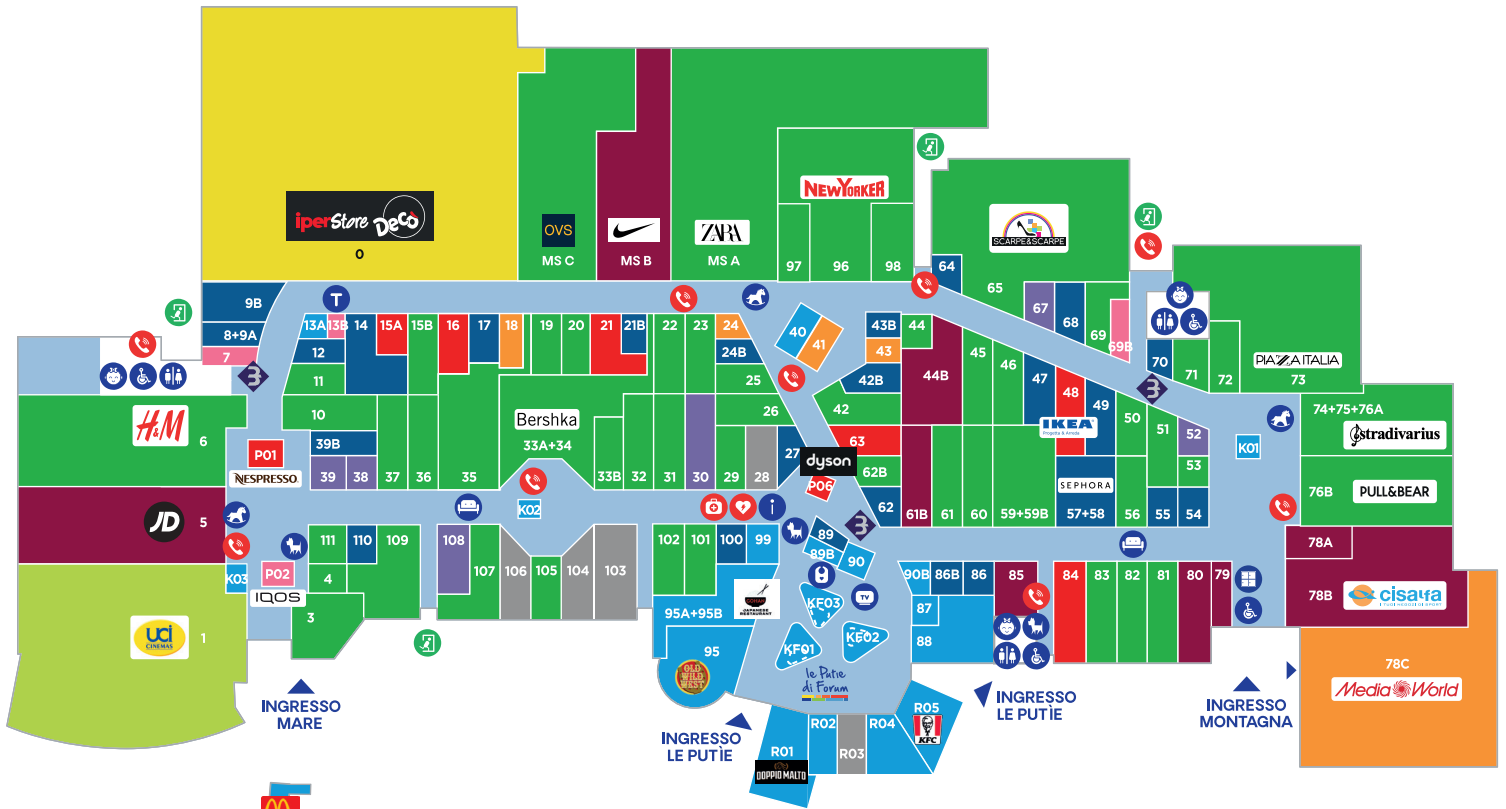 iperStore Decò
0
OVS
MS C
MS B
ZARA
MS A
NEWYORKER
97
96
98
SCARPE&SCARPE
64
65
67
68
69
69B
70
71
72
PIAZZA ITALIA
73
9B
8+9A
7
T
13A
13B
14
15A
15B
16
17
18
19
20
21
21B
22
23
24
24B
25
26
12
11
10
39B
39
38
37
36
35
Bershka
33A+34
33B
32
31
30
29
28
27
40
41
43B
43
42B
42
44
44B
45
46
47
48
49
IKEA
Progetta & Arreda
50
51
52
53
63
62B
62
61B
61
60
59+59B
SEPHORA
57+58
56
55
54
dyson
P06
74+75+76A
stradivarius
K01
76B
PULL&BEAR
78A
78B
cisalfa
78C
MediaWorld
H&M
6
P01
NESPRESSO
JD
5
K03
P02
IQOS
UCI
CINEMAS
1
111
110
109
4
3
K02
108
107
106
105
104
103
102
101
100
99
89
89B
90
JAPANESE
RESTAURANT
95A+95B
95
OLD
WILD
WEST
KF03
KF02
KF01
TV
le Putìe
di Forum
90B
86B
86
85
87
88
84
83
82
81
80
79
R01
R02
R03
R04
R05
KFC
DOPPIO MALTO
INGRESSO
MARE
INGRESSO
LE PUTÌE
INGRESSO
LE PUTÌE
INGRESSO
MONTAGNA